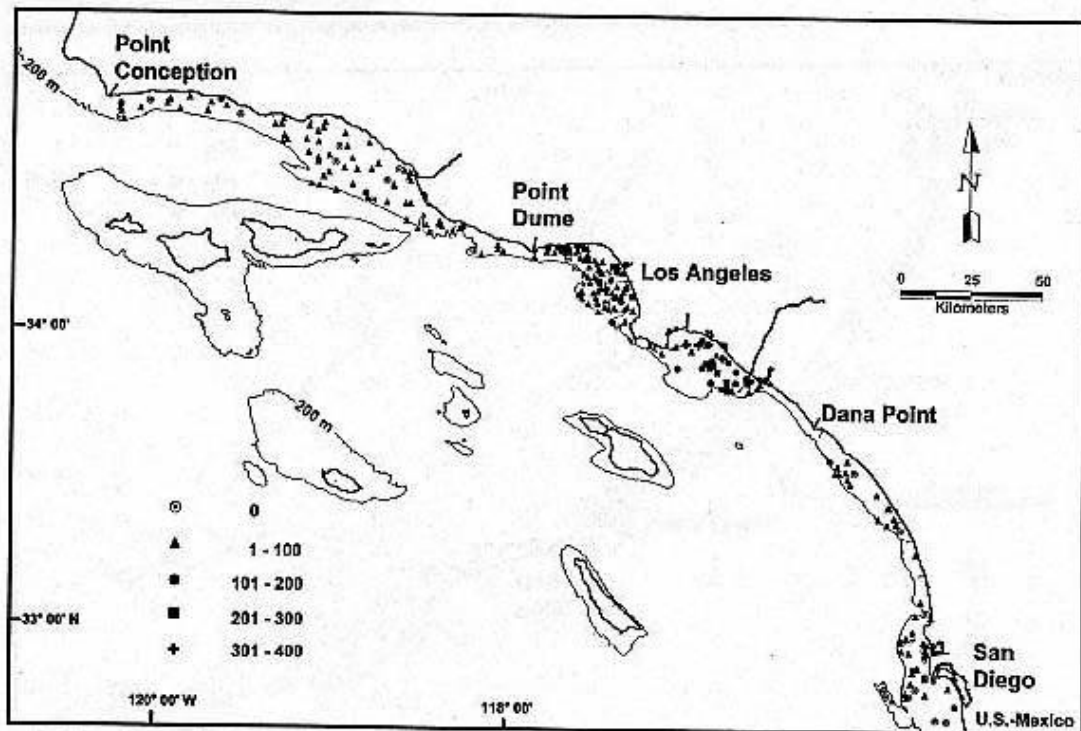 Point
Conception
-200 m
Point
Dume
Los Angeles
0 25 50
Kilometers
34° 00'
Dana Point
200 m
0
1 - 100
101 - 200
201 - 300
301 - 400
33° 00' N
San
Diego
120° 00' W
118° 00'
U.S.-Mexico